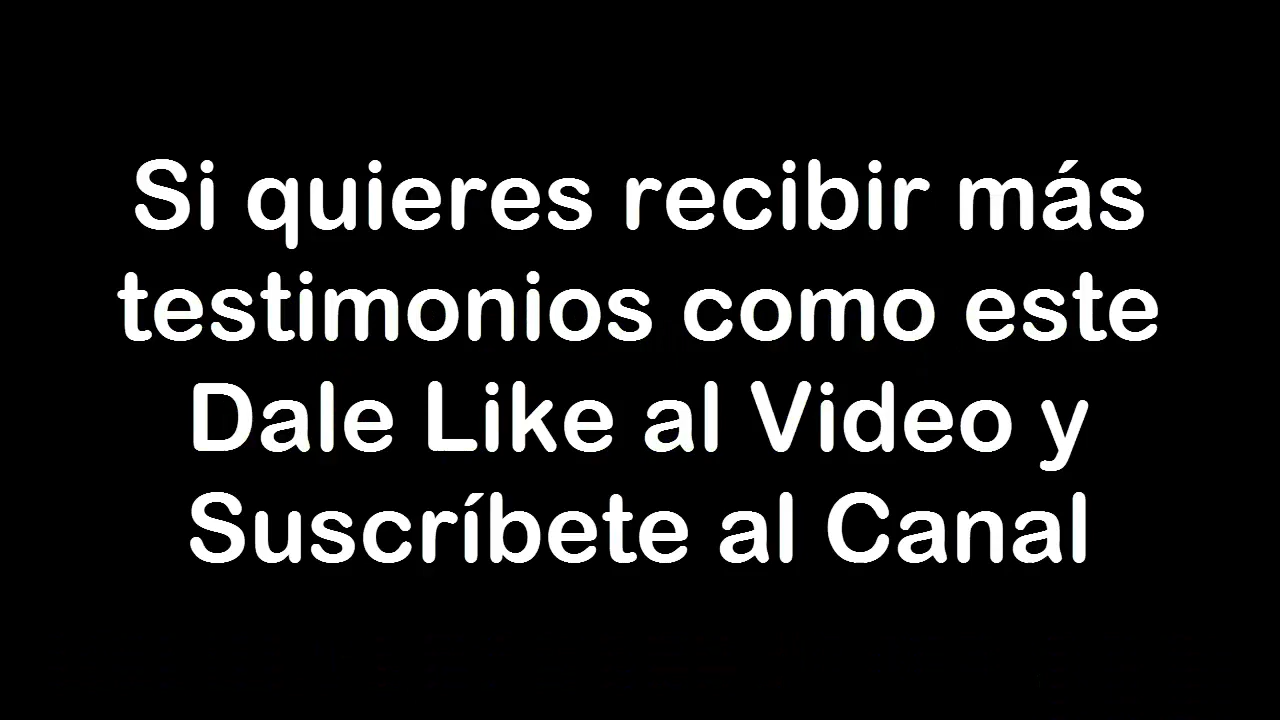 Si quieres recibir más
testimonios como este
Dale Like al Video y
Suscríbete al Canal